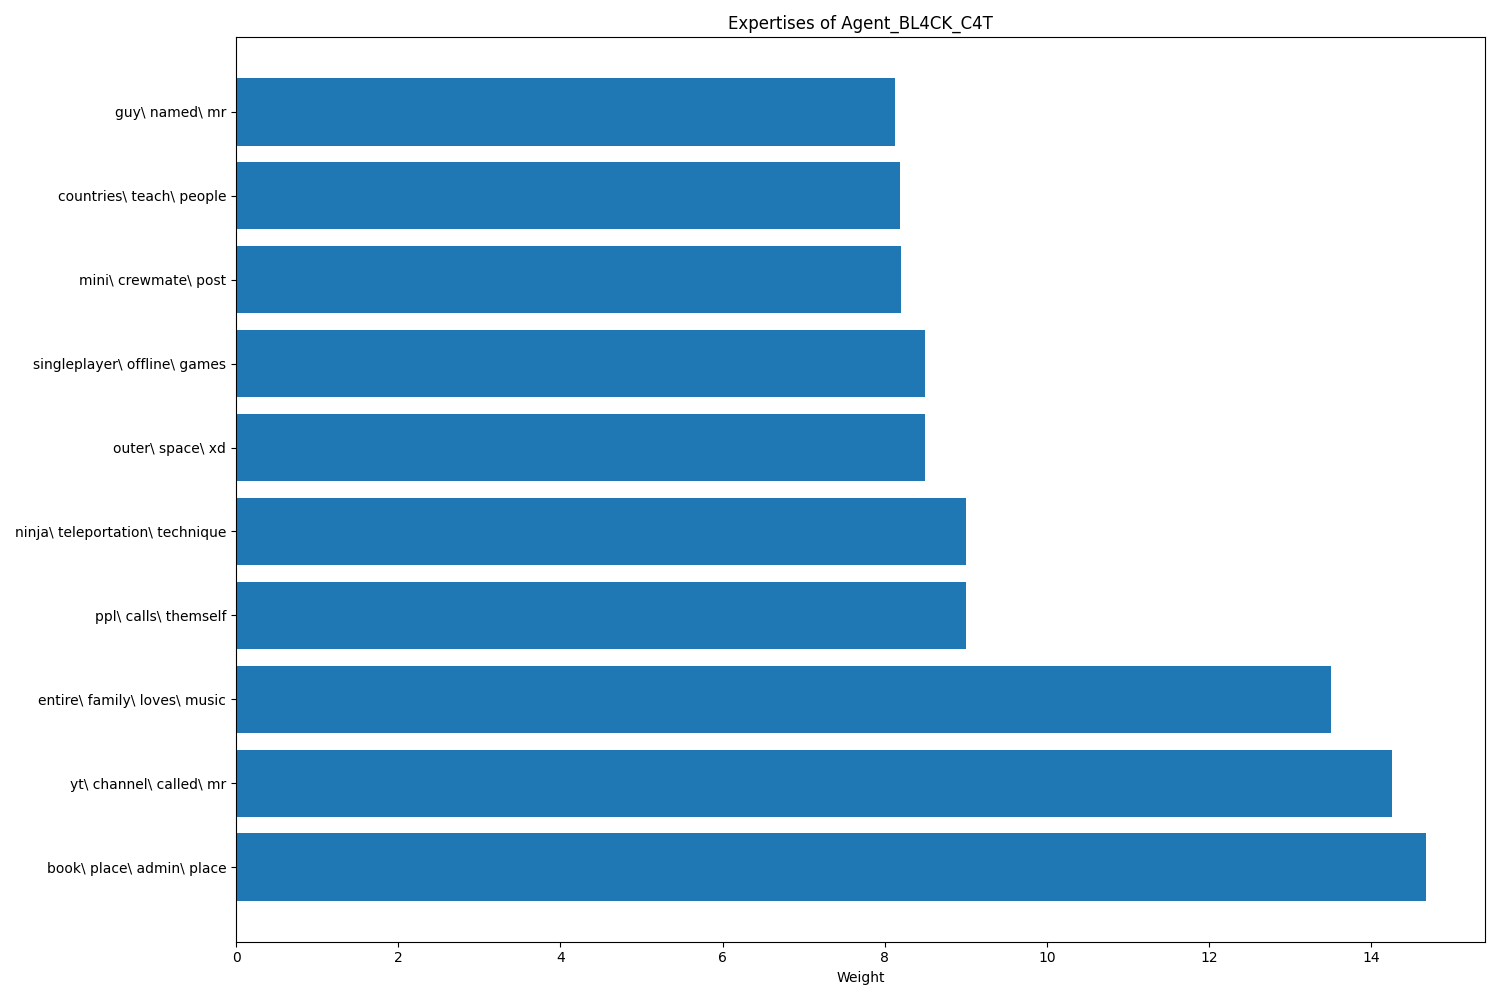 Expertises of Agent_BL4CK_C4T
guy\ named\ mr
countries\ teach\ people
mini\ crewmate\ post
singleplayer\ offline\ games
outer\ space\ xd
ninja\ teleportation\ technique
ppl\ calls\ themself
entire\ family\ loves\ music
yt\ channel\ called\ mr
book\ place\ admin\ place
0 2 4 6 8 10 12 14
Weight